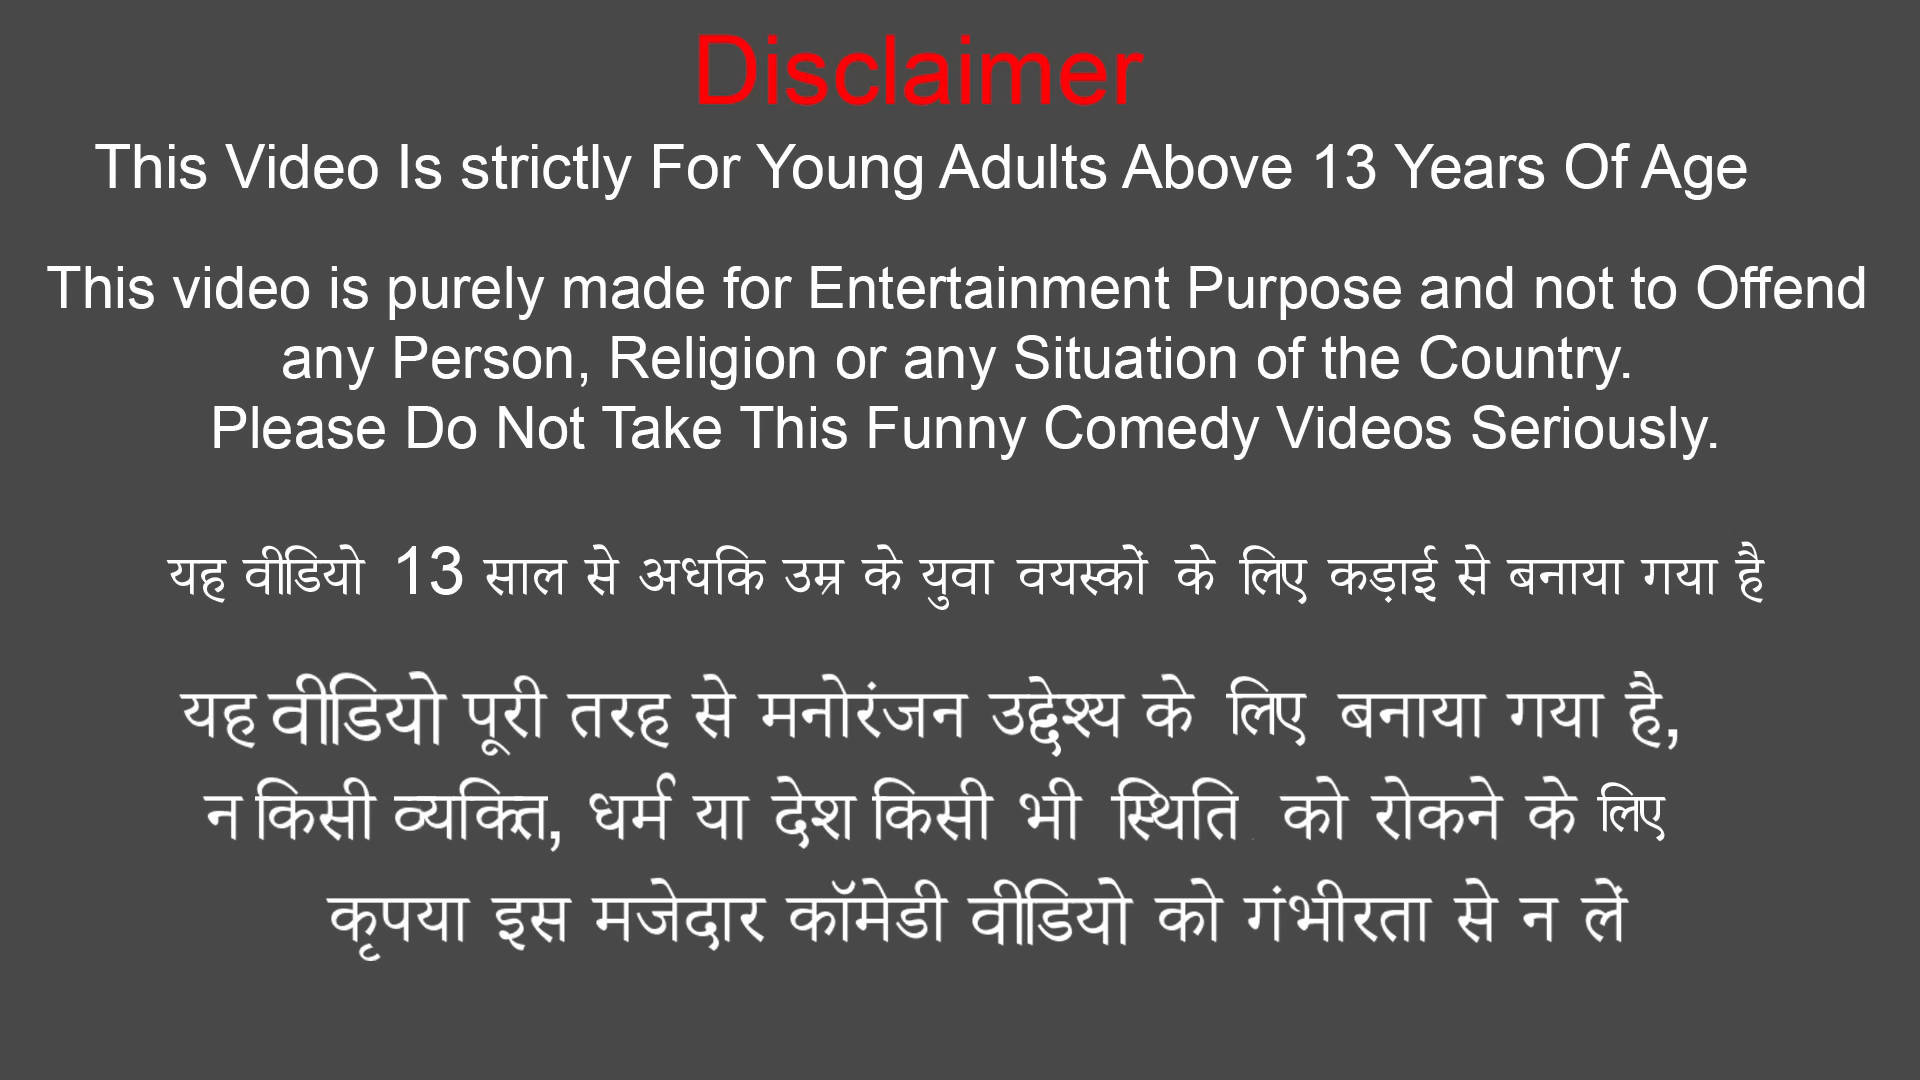 Disclaimer
This Video Is strictly For Young Adults Above 13 Years Of Age
This video is purely made for Entertainment Purpose and not to Offend
any Person, Religion or any Situation of the Country.
Please Do Not Take This Funny Comedy Videos Seriously.
यह वीडियो 13 साल से अधकि उम्र के युवा वयस्कों के लिए कड़ाई से बनाया गया है
यह वीडियो पूरी तरह से मनोरंजन उद्देश्य के लिए बनाया गया है,
न किसी व्यक्ति, धर्म या देश किसी भी स्थिति को रोकने के लिए
कृपया इस मजेदार कॉमेडी वीडियो को गंभीरता से न लें